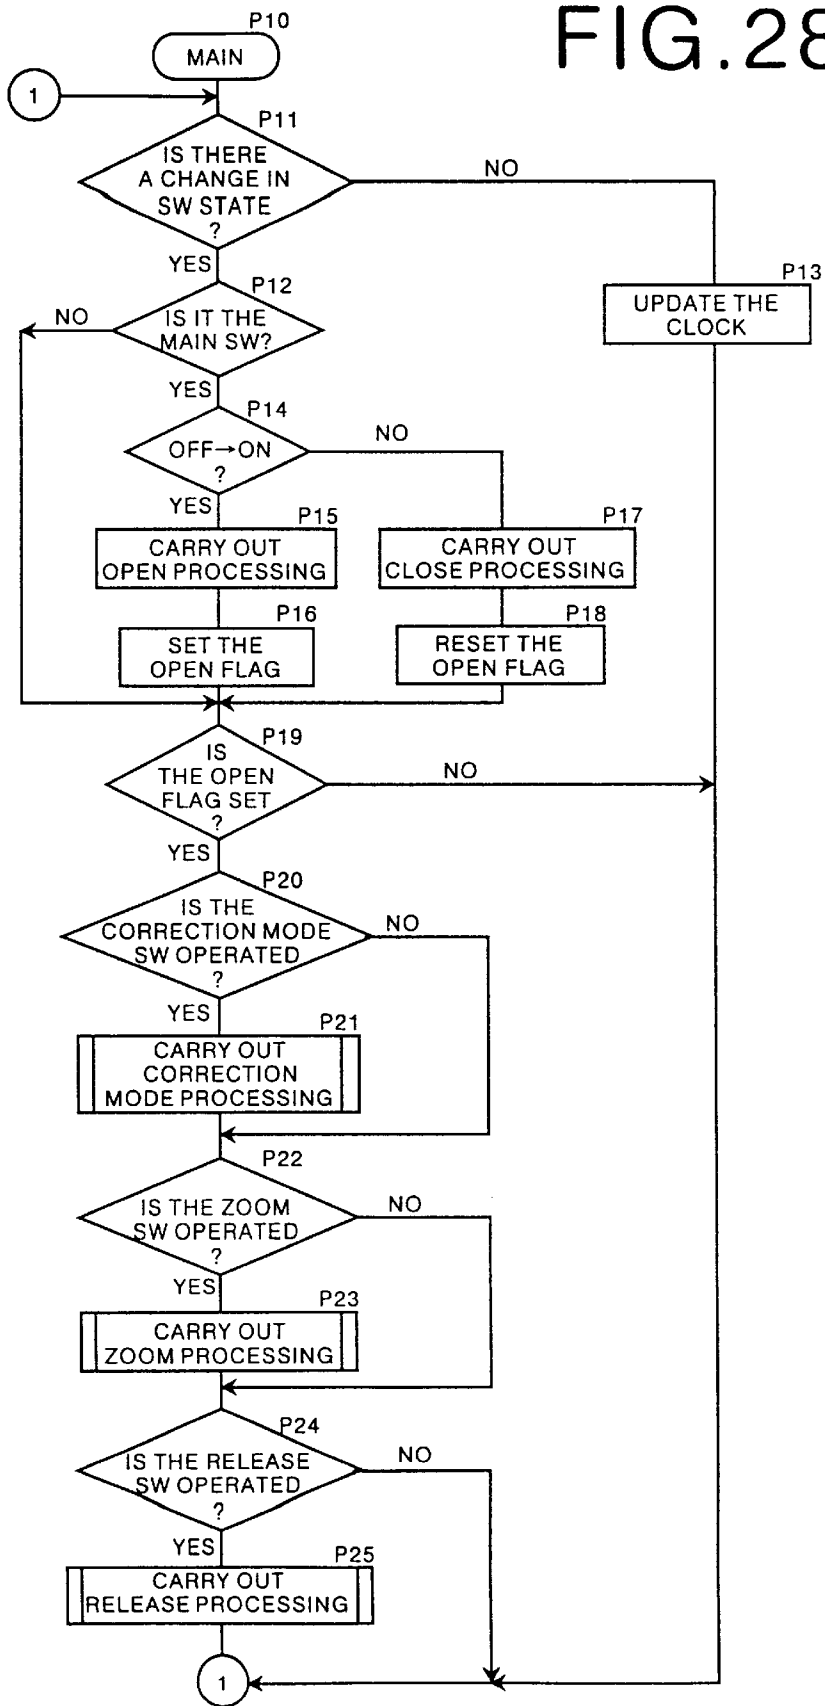 FIG.28
P10
MAIN
1
P11
IS THERE
A CHANGE IN
SW STATE
?
NO
YES
P12
P13
NO
IS IT THE
MAIN SW?
UPDATE THE
CLOCK
YES
P14
OFF→ON
?
NO
YES
P15
P17
CARRY OUT
OPEN PROCESSING
CARRY OUT
CLOSE PROCESSING
P16
P18
SET THE
OPEN FLAG
RESET THE
OPEN FLAG
P19
IS
THE OPEN
FLAG SET
?
NO
YES
P20
IS THE
CORRECTION MODE
SW OPERATED
?
NO
YES
P21
CARRY OUT
CORRECTION
MODE PROCESSING
P22
IS THE ZOOM
SW OPERATED
?
NO
YES
P23
CARRY OUT
ZOOM PROCESSING
P24
IS THE RELEASE
SW OPERATED
?
NO
YES
P25
CARRY OUT
RELEASE PROCESSING
1